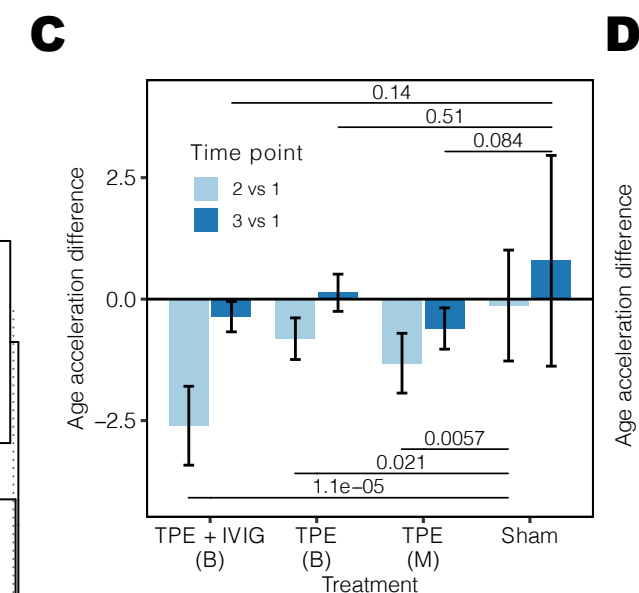 C
D
0.14
0.51
0.084
Time point
2 vs 1
3 vs 1
Age acceleration difference
2.5
0.0
−2.5
0.0057
0.021
1.1e−05
TPE + IVIG
(B)
TPE
(B)
TPE
(M)
Sham
Treatment
Age acceleration difference